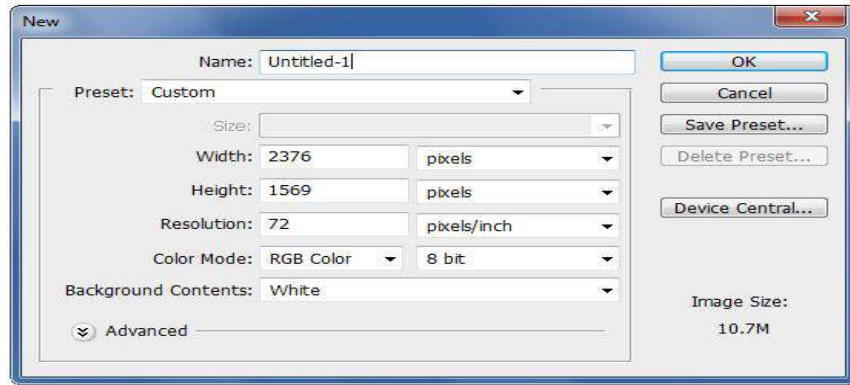 New
Name: Untitled-1
OK
Preset: Custom
Cancel
Size:
Save Preset...
Width: 2376 pixels
Delete Preset...
Height: 1569 pixels
Device Central...
Resolution: 72 pixels/inch
Color Mode: RGB Color 8 bit
Background Contents: White
Image Size:
Advanced
10.7M